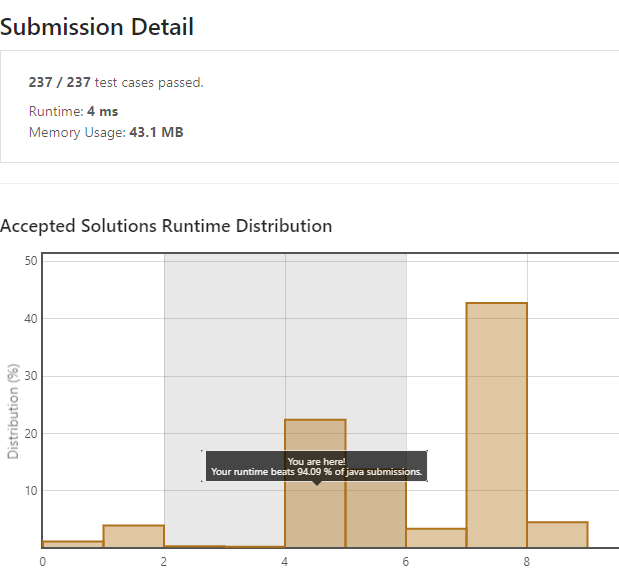 Submission Detail
237 / 237 test cases passed.
Runtime: 4 ms
Memory Usage: 43.1 MB
Accepted Solutions Runtime Distribution
50
40
30
20
10
Distribution (%)
You are here!
Your runtime beats 94.09 % of java submissions.
0 2 4 6 8